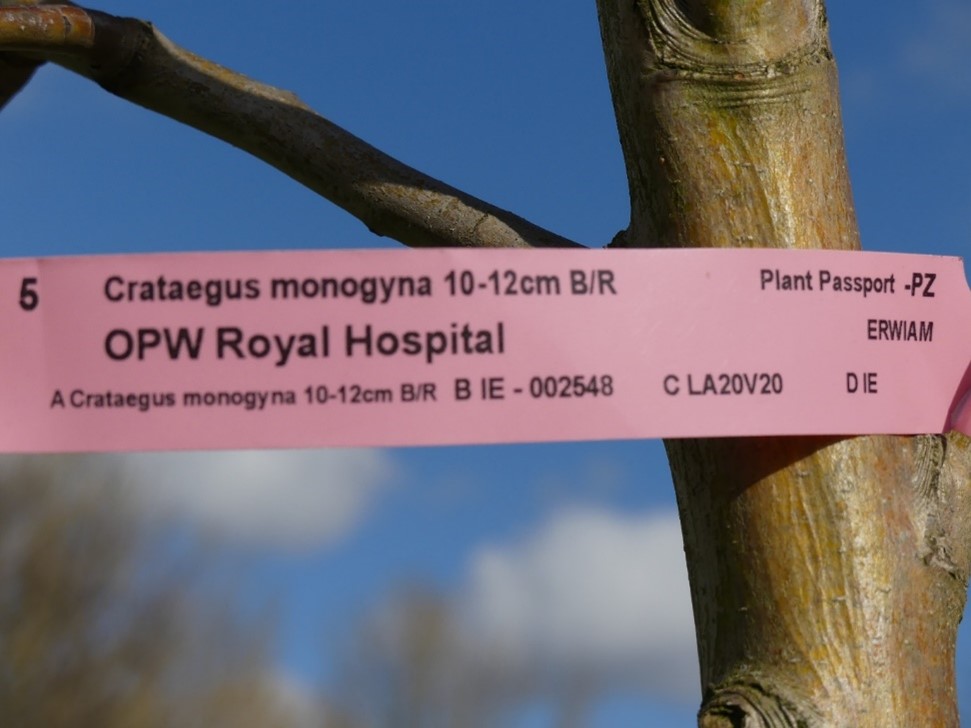 5 Crataegus monogyna 10-12cm B/R Plant Passport -PZ
OPW Royal Hospital ERWIAM
A Crataegus monogyna 10-12cm B/R B IE - 002548 C LA20V20 D IE